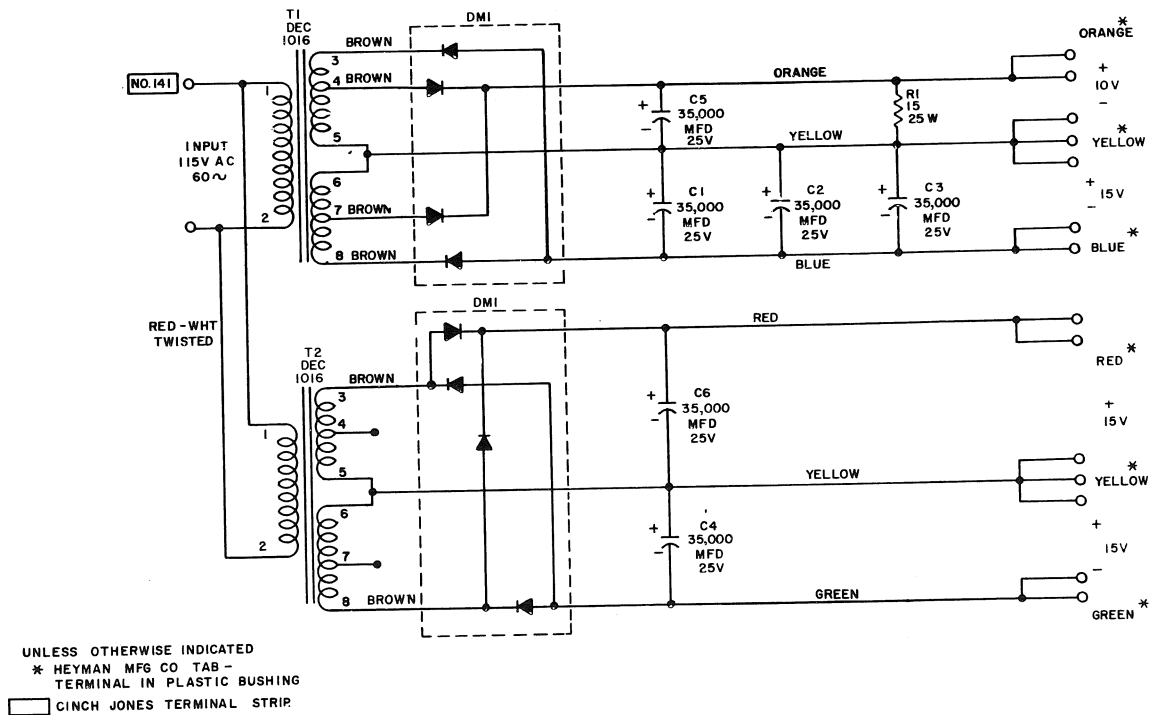 T1
DEC
1016
DM1
BROWN
3
BROWN
4
NO. 141
1
5
INPUT
115V AC
60~
2
6
7
BROWN
8 BROWN
ORANGE
+
C5
35,000
-
MFD
25V
R1
15
25 W
YELLOW
+
C1
35,000
-
MFD
25V
+
C2
35,000
-
MFD
25V
+
C3
35,000
-
MFD
25V
BLUE
*
ORANGE
+
10V
-
*
YELLOW
+
15V
-
BLUE *
RED-WHT
TWISTED
DM1
T2
DEC
1016
BROWN
3
4
1
5
6
2
7
8 BROWN
RED
+
C6
35,000
-
MFD
25V
YELLOW
+
C4
35,000
-
MFD
25V
GREEN
RED *
+
15V
*
YELLOW
+
15V
-
GREEN *
UNLESS OTHERWISE INDICATED
* HEYMAN MFG CO TAB -
TERMINAL IN PLASTIC BUSHING
CINCH JONES TERMINAL STRIP.